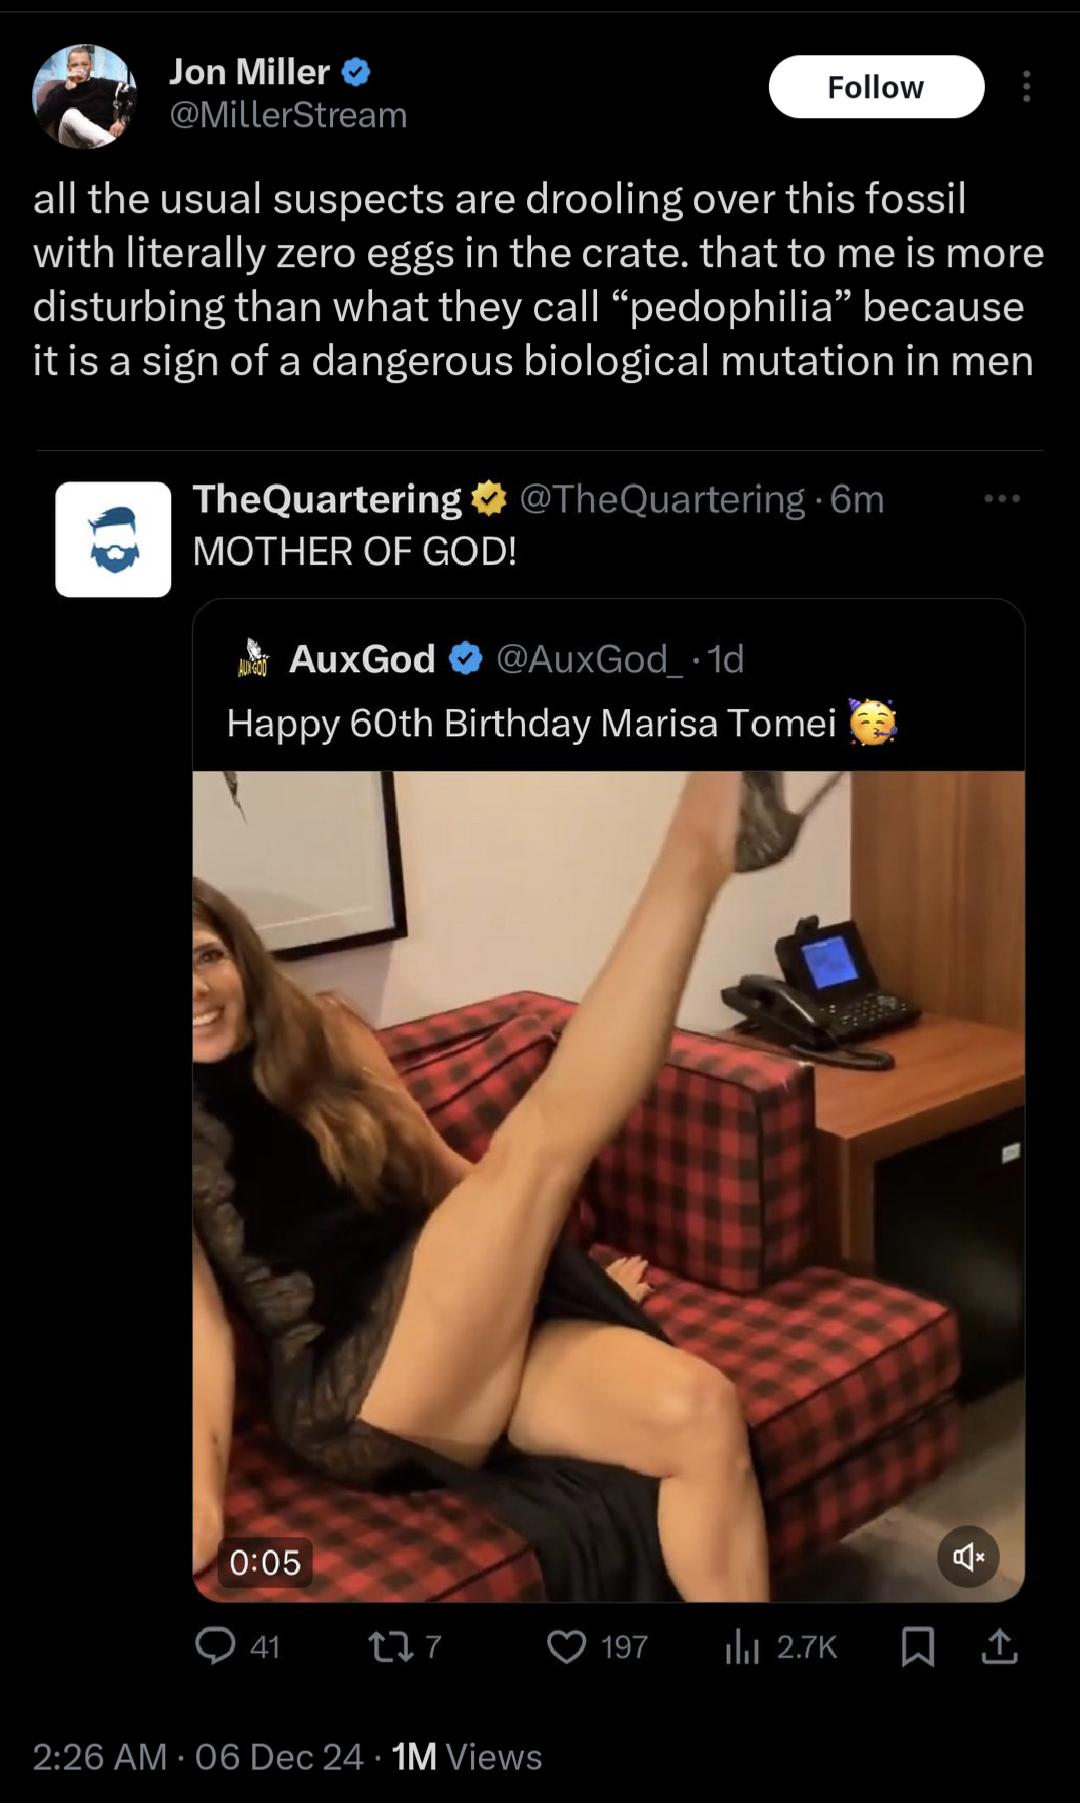 Jon Miller
Follow
@MillerStream
all the usual suspects are drooling over this fossil
with literally zero eggs in the crate. that to me is more
disturbing than what they call “pedophilia” because
it is a sign of a dangerous biological mutation in men
TheQuartering @TheQuartering · 6m
MOTHER OF GOD!
AUX GOD
AuxGod @AuxGod_ · 1d
Happy 60th Birthday Marisa Tomei 🥳
0:05
41 7 197 2.7K
2:26 AM · 06 Dec 24 · 1M Views